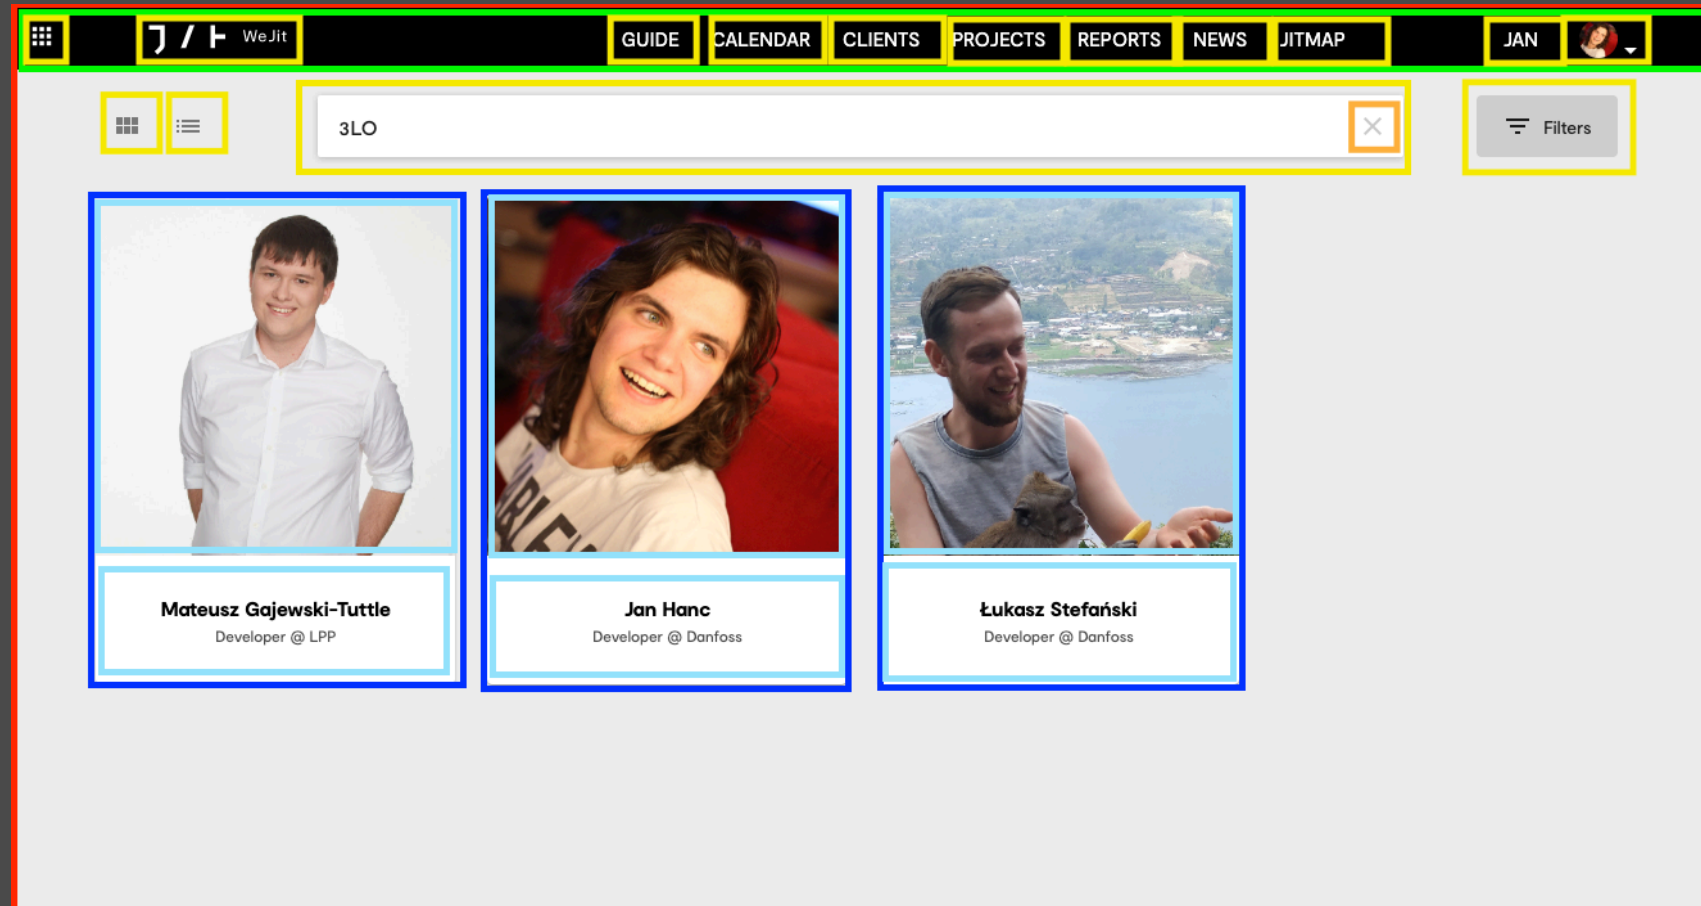 WeJit
GUIDE CALENDAR CLIENTS PROJECTS REPORTS NEWS JITMAP
JAN
3LO
Filters
Mateusz Gajewski-Tuttle
Developer @ LPP
Jan Hanc
Developer @ Danfoss
Łukasz Stefański
Developer @ Danfoss